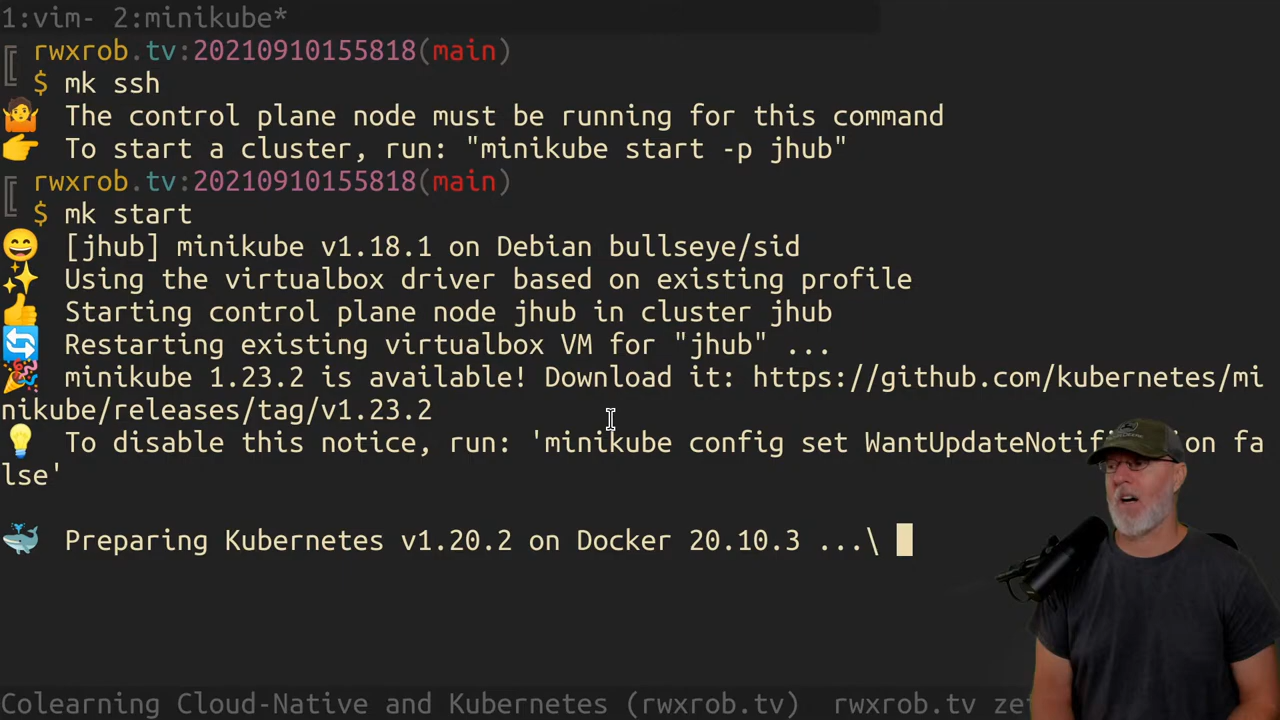 1:vim- 2:minikube*
rwxrob.tv:20210910155818(main)
$ mk ssh
The control plane node must be running for this command
To start a cluster, run: "minikube start -p jhub"
rwxrob.tv:20210910155818(main)
$ mk start
[jhub] minikube v1.18.1 on Debian bullseye/sid
Using the virtualbox driver based on existing profile
Starting control plane node jhub in cluster jhub
Restarting existing virtualbox VM for "jhub" ...
minikube 1.23.2 is available! Download it: https://github.com/kubernetes/mi
nikube/releases/tag/v1.23.2
To disable this notice, run: 'minikube config set WantUpdateNotif on fa
lse'
Preparing Kubernetes v1.20.2 on Docker 20.10.3 ...\
Colearning Cloud-Native and Kubernetes (rwxrob.tv) rwxrob.tv ze